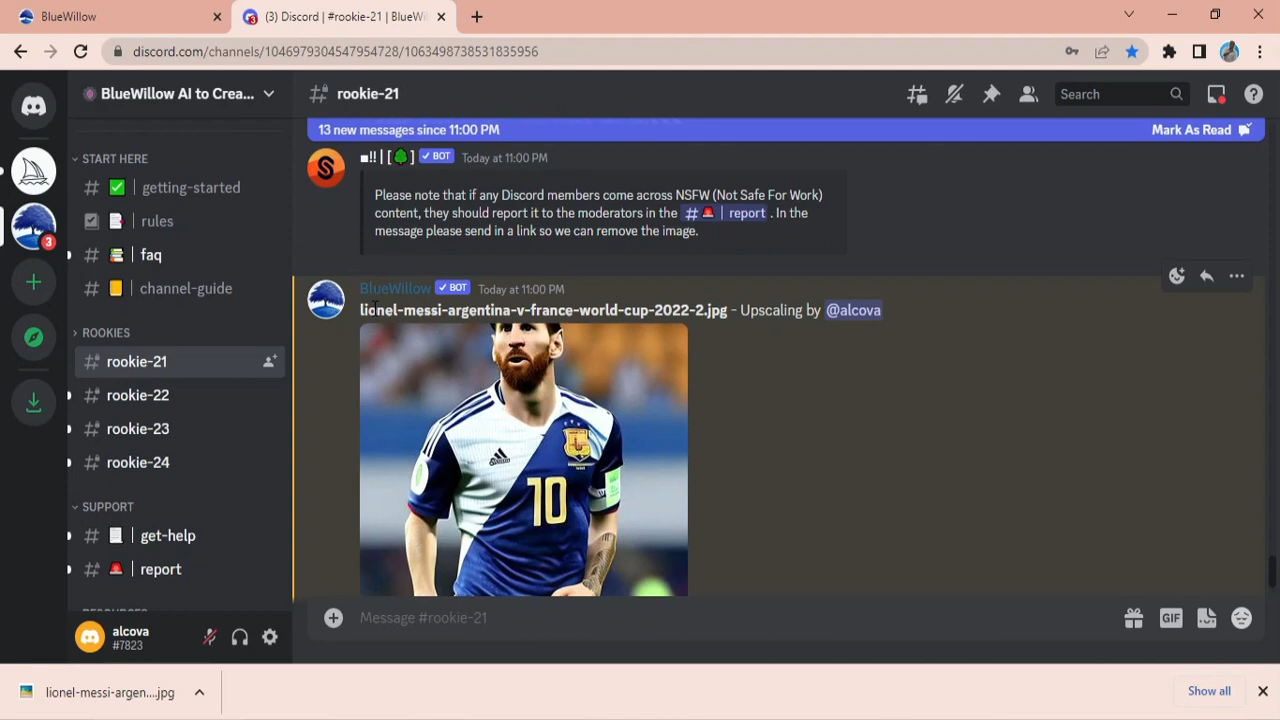 BlueWillow
(3) Discord | #rookie-21 | BlueWi
discord.com/channels/1046979304547954728/1063498738531835956
BlueWillow AI to Crea...
rookie-21
Search
13 new messages since 11:00 PM
Mark As Read
START HERE
getting-started
rules
faq
channel-guide
ROOKIES
rookie-21
rookie-22
rookie-23
rookie-24
SUPPORT
get-help
report
3
!! | [ ] BOT Today at 11:00 PM
Please note that if any Discord members come across NSFW (Not Safe For Work)
content, they should report it to the moderators in the # | report . In the
message please send in a link so we can remove the image.
BlueWillow BOT Today at 11:00 PM
lionel-messi-argentina-v-france-world-cup-2022-2.jpg - Upscaling by @alcova
10
Message #rookie-21
GIF
alcova
#7823
lionel-messi-argen....jpg
Show all